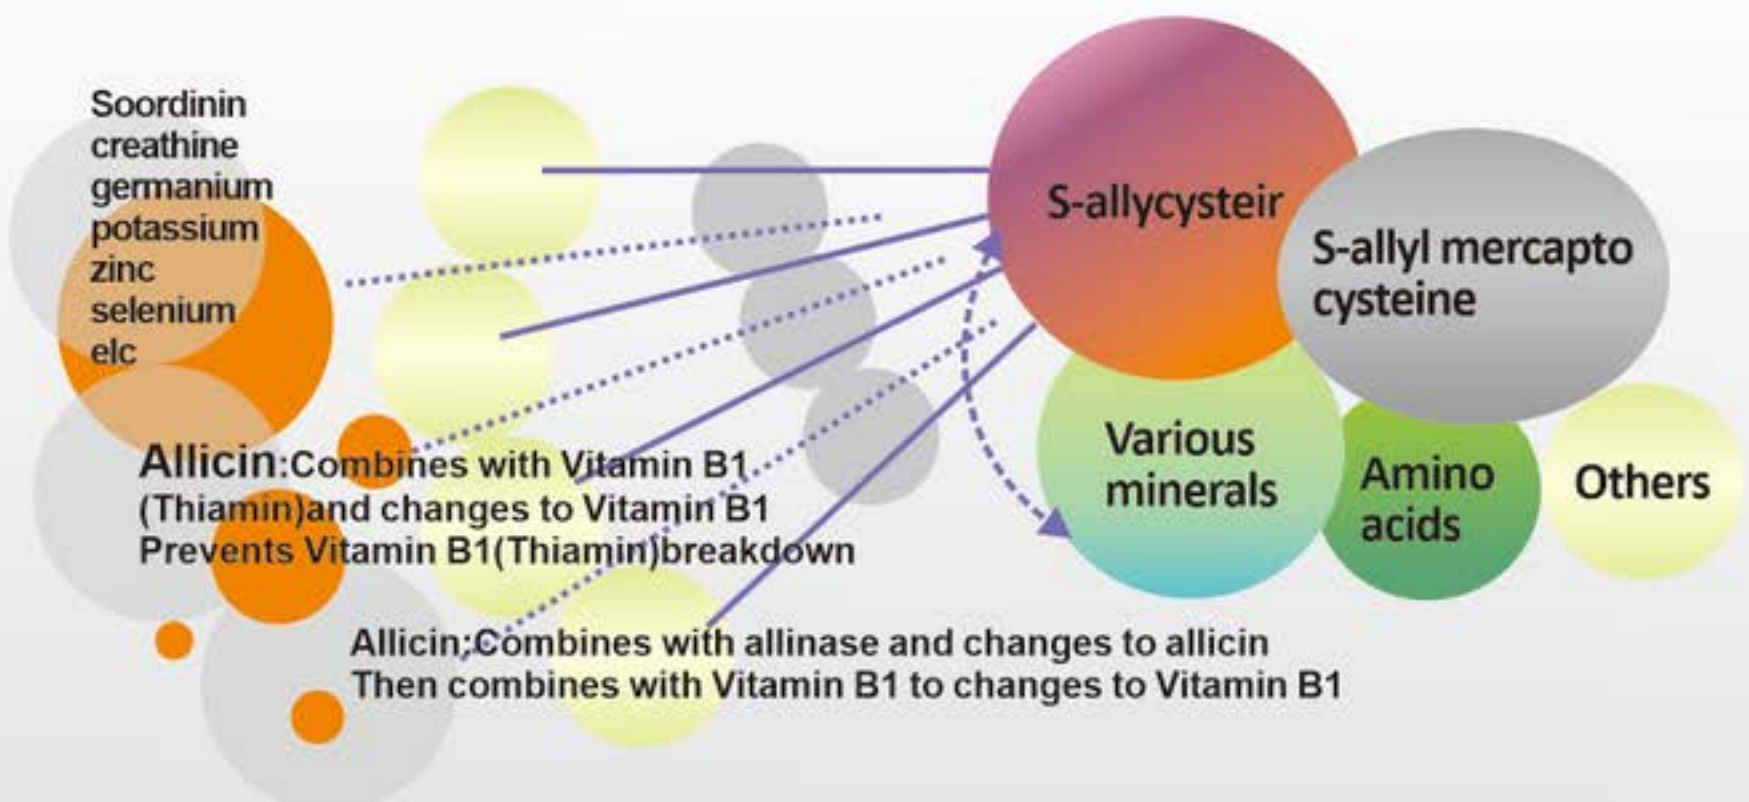 Soordinin
creathine
germanium
potassium
zinc
selenium
elc
Allicin:Combines with Vitamin B1
(Thiamin)and changes to Vitamin B1
Prevents Vitamin B1(Thiamin)breakdown
Allicin:Combines with allinase and changes to allicin
Then combines with Vitamin B1 to changes to Vitamin B1
S-allycysteir
S-allyl mercapto
cysteine
Various
minerals
Amino
acids
Others